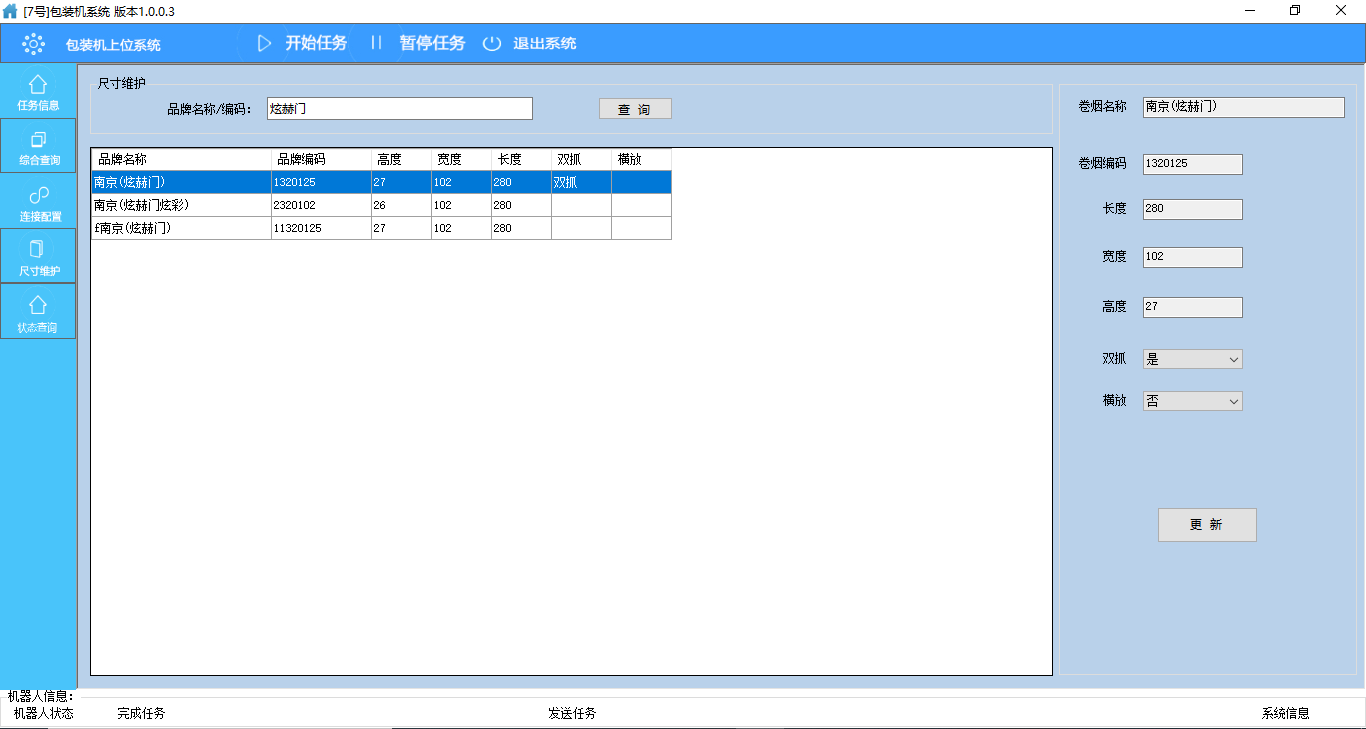 [7号]包装机系统 版本1.0.0.3
包装机上位系统 开始任务 暂停任务 退出系统
任务信息
综合查询
连接配置
尺寸维护
状态查询
尺寸维护
品牌名称/编码： 炫赫门 查 询
品牌名称 品牌编码 高度 宽度 长度 双抓 横放
南京(炫赫门) 1320125 27 102 280 双抓
南京(炫赫门炫彩) 2320102 26 102 280
f南京(炫赫门) 11320125 27 102 280
卷烟名称 南京(炫赫门)
卷烟编码 1320125
长度 280
宽度 102
高度 27
双抓 是
横放 否
更 新
机器人信息：
机器人状态 完成任务 发送任务 系统信息